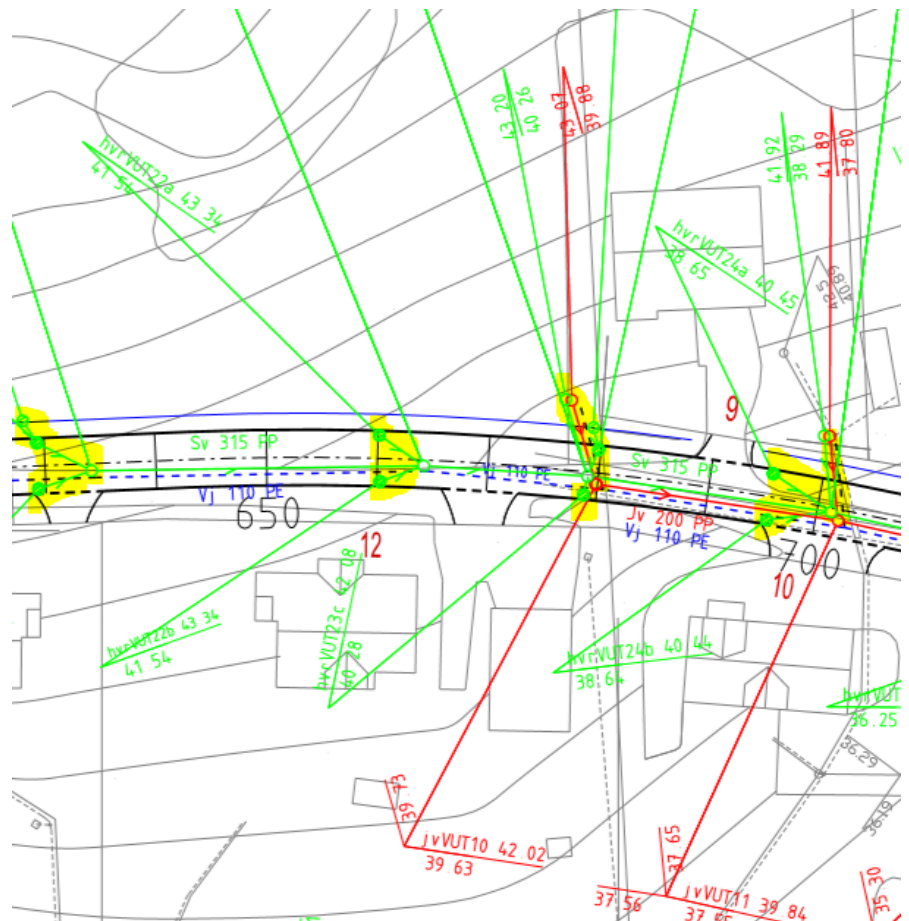 43 20
40 26
43 07
39 88
41 92
38 29
41 89
37 80
hvrVUT22a 43 34
41 54
hvrVUT24a 40 45
38 65
42.5
40.89
9
Sv 315 PP
Vj 110 PE
Sv 315 PP
Vj 110 PE
650
Jv 200 PP
Vj 110 PE
700
12
10
hvrVUT22b 43 34
41 54
hvrVUT23c 42 08
40 28
hvrVUT24b 40 44
38 64
hvrVUT
36.25
36.29
36.19
39 73
jvVUT10 42 02
39 63
37 65
37.56
jvVUT11 39 84
35 30